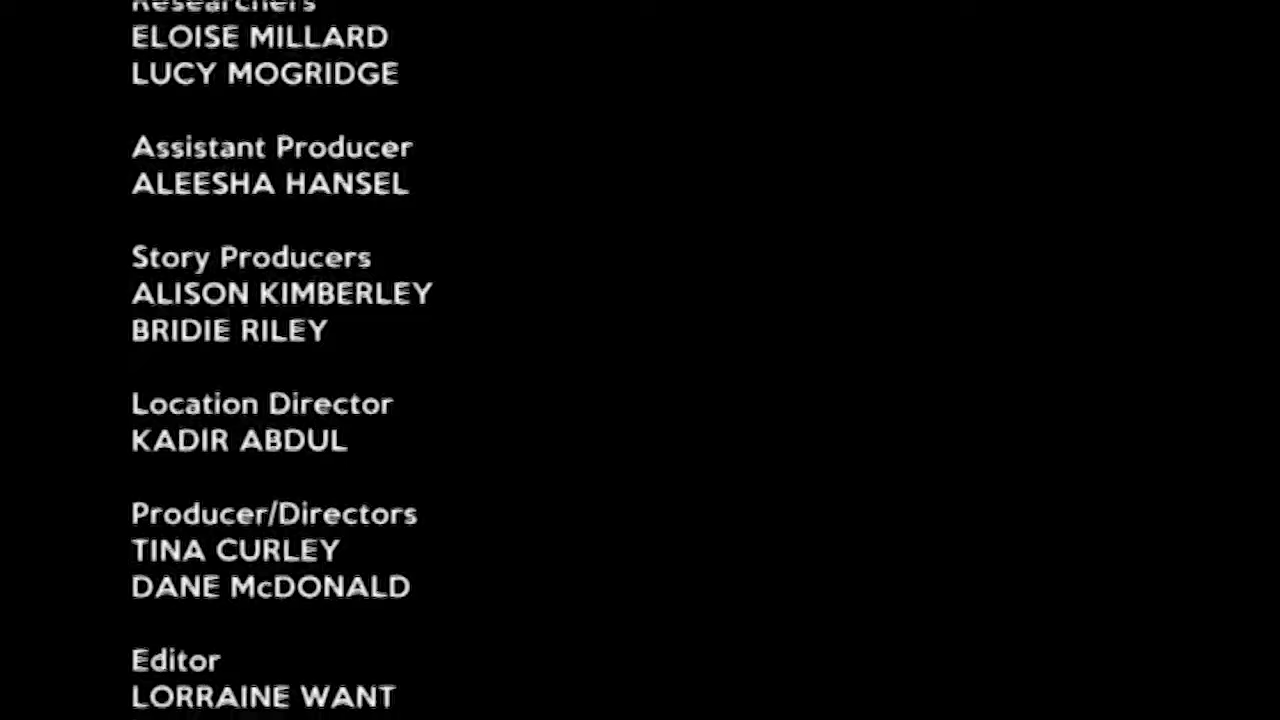 Researchers
ELOISE MILLARD
LUCY MOGRIDGE
Assistant Producer
ALEESHA HANSEL
Story Producers
ALISON KIMBERLEY
BRIDIE RILEY
Location Director
KADIR ABDUL
Producer/Directors
TINA CURLEY
DANE McDONALD
Editor
LORRAINE WANT